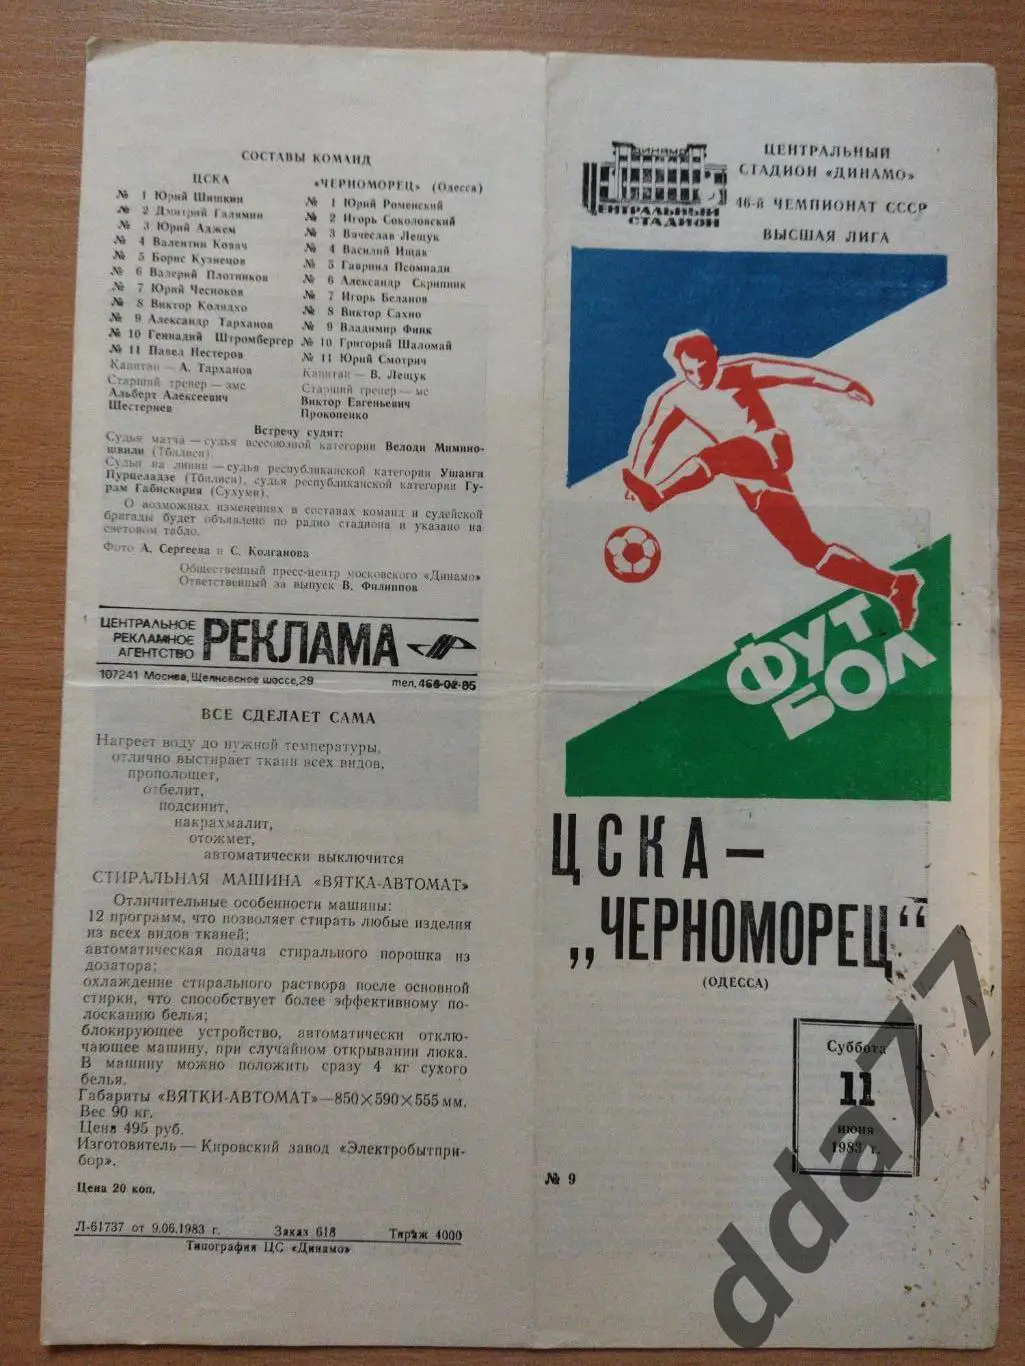 СОСТАВЫ КОМАНД
ЦСКА
№ 1 Юрий Шишкин
№ 2 Дмитрий Галямин
№ 3 Юрий Аджем
№ 4 Валентин Ковач
№ 5 Борис Кузнецов
№ 6 Валерий Плотников
№ 7 Юрий Чесноков
№ 8 Виктор Колядко
№ 9 Александр Тарханов
№ 10 Геннадий Штромбергер
№ 11 Павел Нестеров
Капитан — А. Тарханов
Старший тренер — змс
Альберт Алексеевич
Шестернев
«ЧЕРНОМОРЕЦ» (Одесса)
№ 1 Юрий Роменский
№ 2 Игорь Соколовский
№ 3 Вячеслав Лещук
№ 4 Василий Ищак
№ 5 Гавриил Псомиади
№ 6 Александр Скрипник
№ 7 Игорь Беланов
№ 8 Виктор Сахно
№ 9 Владимир Финк
№ 10 Григорий Шаломай
№ 11 Юрий Смотрич
Капитан — В. Лещук
Старший тренер — мс
Виктор Евгеньевич
Прокопенко
Встречу судят:
Судья матча — судья всесоюзной категории Велоди Мимино-
швили (Тбилиси).
Судьи на линии — судья республиканской категории Ушанги
Пурцеладзе (Тбилиси), судья республиканской категории Гу-
рам Габискирия (Сухуми).
О возможных изменениях в составах команд и судейской
бригады будет объявлено по радио стадиона и указано на
световом табло.
Фото А. Сергеева и С. Колганова
Общественный пресс-центр московского «Динамо»
Ответственный за выпуск В. Филиппов
ЦЕНТРАЛЬНОЕ
РЕКЛАМНОЕ
АГЕНТСТВО
РЕКЛАМА
107241 Москва, Щелковское шоссе, 29 тел. 466-02-85
ВСЕ СДЕЛАЕТ САМА
Нагреет воду до нужной температуры,
отлично выстирает ткани всех видов,
прополощет,
отбелит,
подсинит,
накрахмалит,
отожмет,
автоматически выключится
СТИРАЛЬНАЯ МАШИНА «ВЯТКА-АВТОМАТ»
Отличительные особенности машины:
12 программ, что позволяет стирать любые изделия
из всех видов тканей;
автоматическая подача стирального порошка из
дозатора;
охлаждение стирального раствора после основной
стирки, что способствует более эффективному по-
лосканию белья;
блокирующее устройство, автоматически отклю-
чающее машину, при случайном открывании люка.
В машину можно положить сразу 4 кг сухого
белья.
Габариты «ВЯТКИ-АВТОМАТ»—850×590×555 мм.
Вес 90 кг.
Цена 495 руб.
Изготовитель — Кировский завод «Электробытпри-
бор».
Цена 20 коп.
Л-61737 от 9.06.1983 г. Заказ 618 Тираж 4000
Типография ЦС «Динамо»
ДИНАМО
ЦЕНТРАЛЬНЫЙ
СТАДИОН
ЦЕНТРАЛЬНЫЙ
СТАДИОН «ДИНАМО»
46-й ЧЕМПИОНАТ СССР
ВЫСШАЯ ЛИГА
ФУТ
БОЛ
ЦСКА —
„ЧЕРНОМОРЕЦ“
(ОДЕССА)
Суббота
11
июня
1983 г.
№ 9
dda77